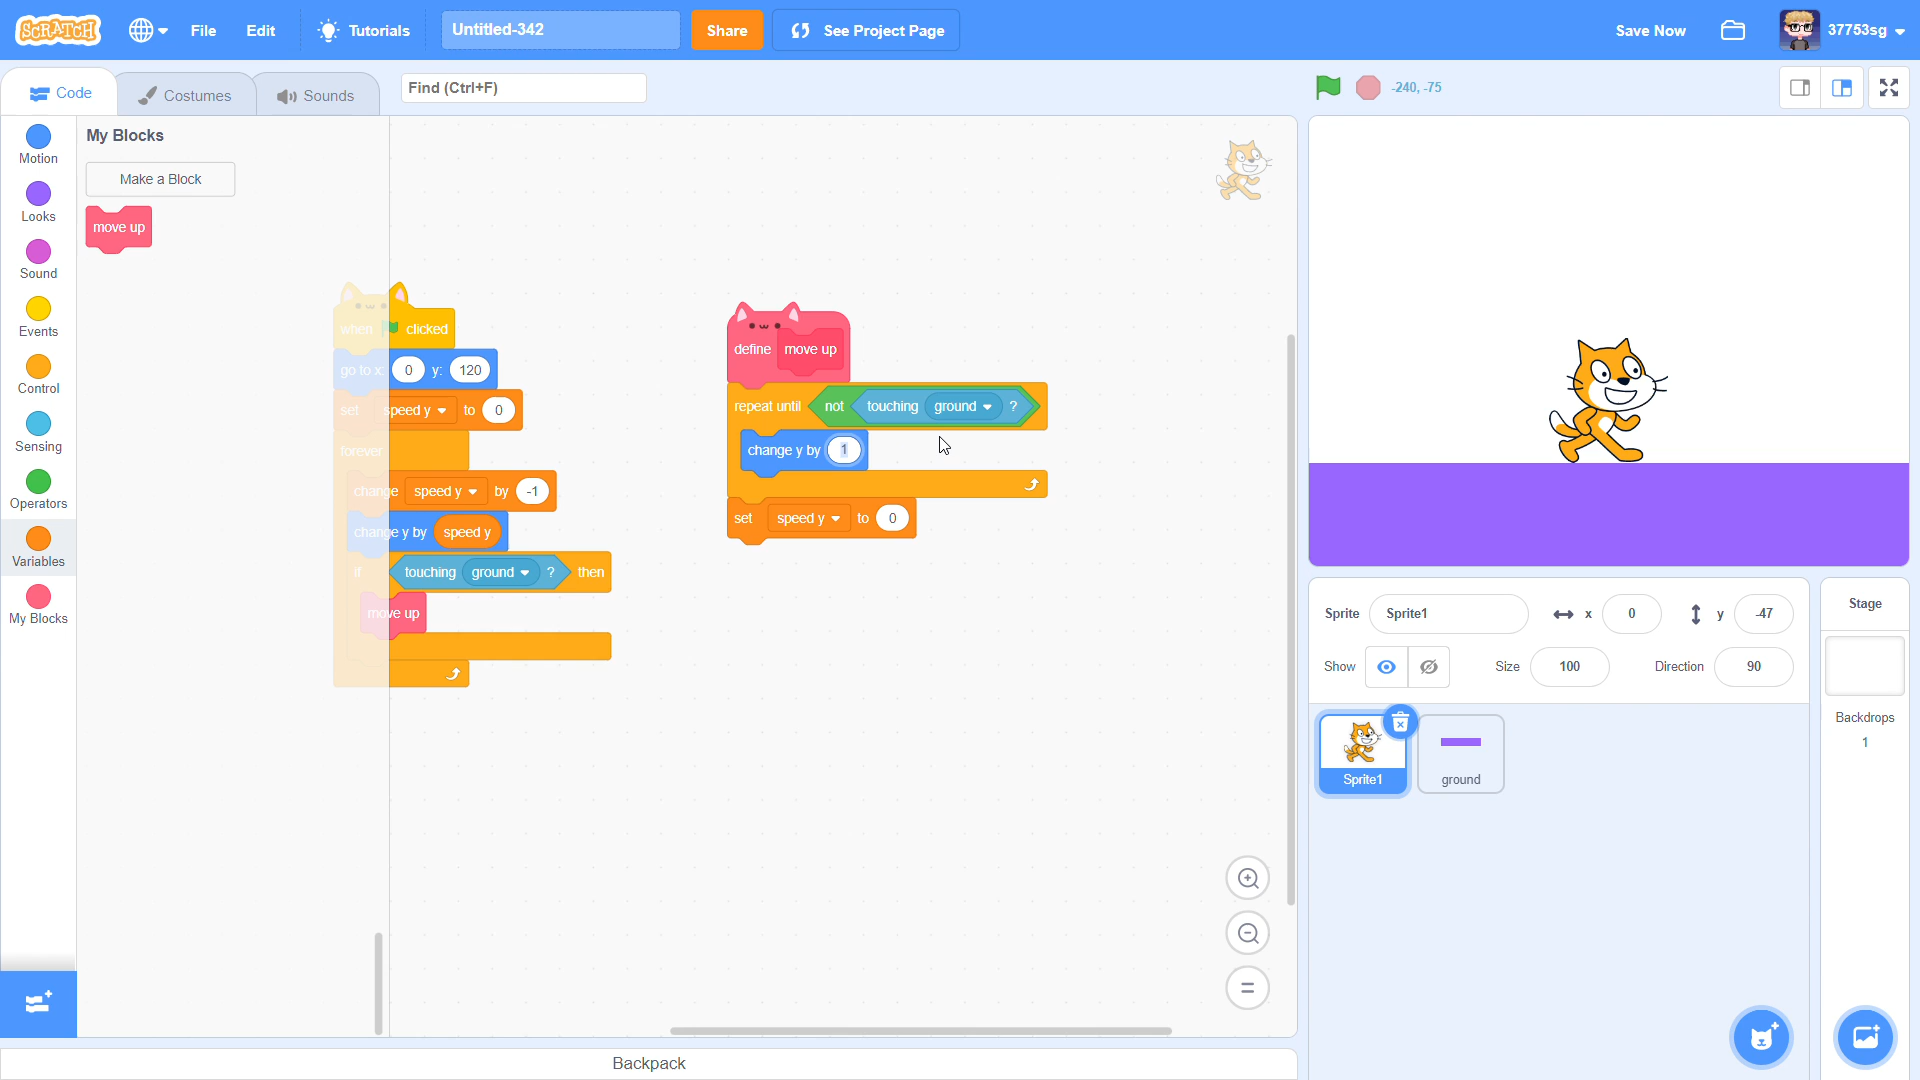 SCRATCH
File
Edit
Tutorials
Untitled-342
Share
See Project Page
Save Now
37753sg
Code
Costumes
Sounds
Find (Ctrl+F)
-240, -75
Motion
Looks
Sound
Events
Control
Sensing
Operators
Variables
My Blocks
My Blocks
Make a Block
move up
when clicked
go to x: 0 y: 120
set speed y to 0
forever
change speed y by -1
change y by speed y
if touching ground ? then
move up
define move up
repeat until not touching ground ?
change y by 1
set speed y to 0
Sprite Sprite1 x 0 y -47
Show Size 100 Direction 90
Sprite1
ground
Stage
Backdrops
1
Backpack